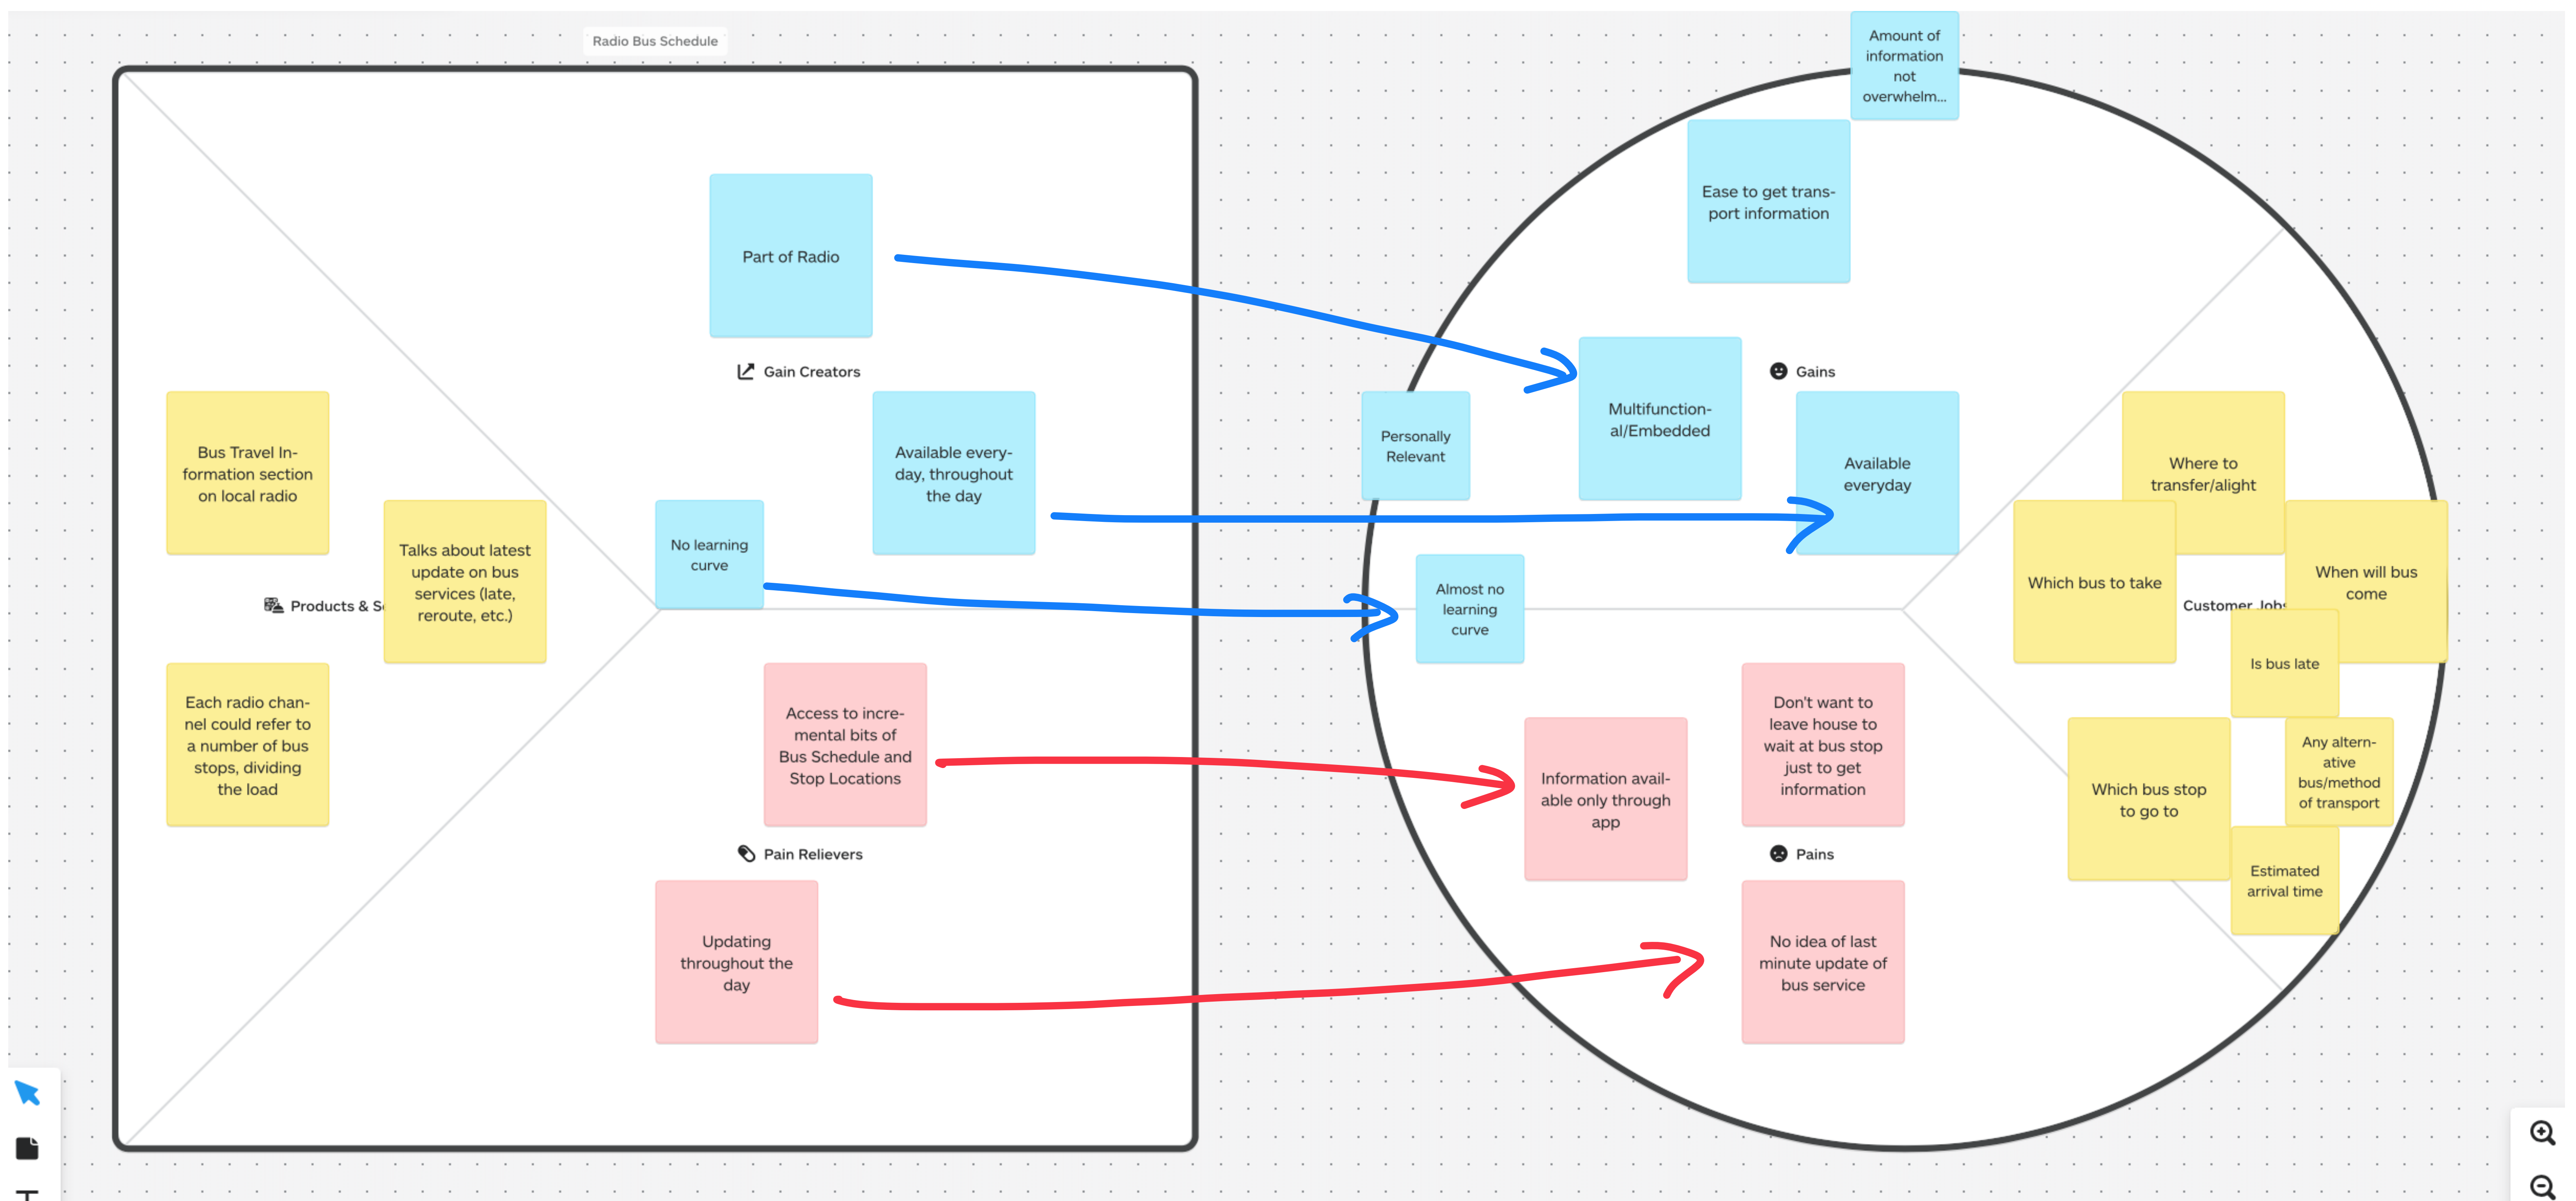 Radio Bus Schedule
Part of Radio
Gain Creators
Bus Travel In-
formation section
on local radio
Available every-
day, throughout
the day
Talks about latest
update on bus
services (late,
reroute, etc.)
No learning
curve
Products & Se
Each radio chan-
nel could refer to
a number of bus
stops, dividing
the load
Access to incre-
mental bits of
Bus Schedule and
Stop Locations
Pain Relievers
Updating
throughout the
day
Amount of
information
not
overwhelm...
Ease to get trans-
port information
Gains
Multifunction-
al/Embedded
Personally
Relevant
Available
everyday
Almost no
learning
curve
Where to
transfer/alight
Which bus to take
When will bus
come
Customer Jobs
Is bus late
Don't want to
leave house to
wait at bus stop
just to get
information
Information avail-
able only through
app
Any altern-
ative
bus/method
of transport
Which bus stop
to go to
Pains
Estimated
arrival time
No idea of last
minute update of
bus service